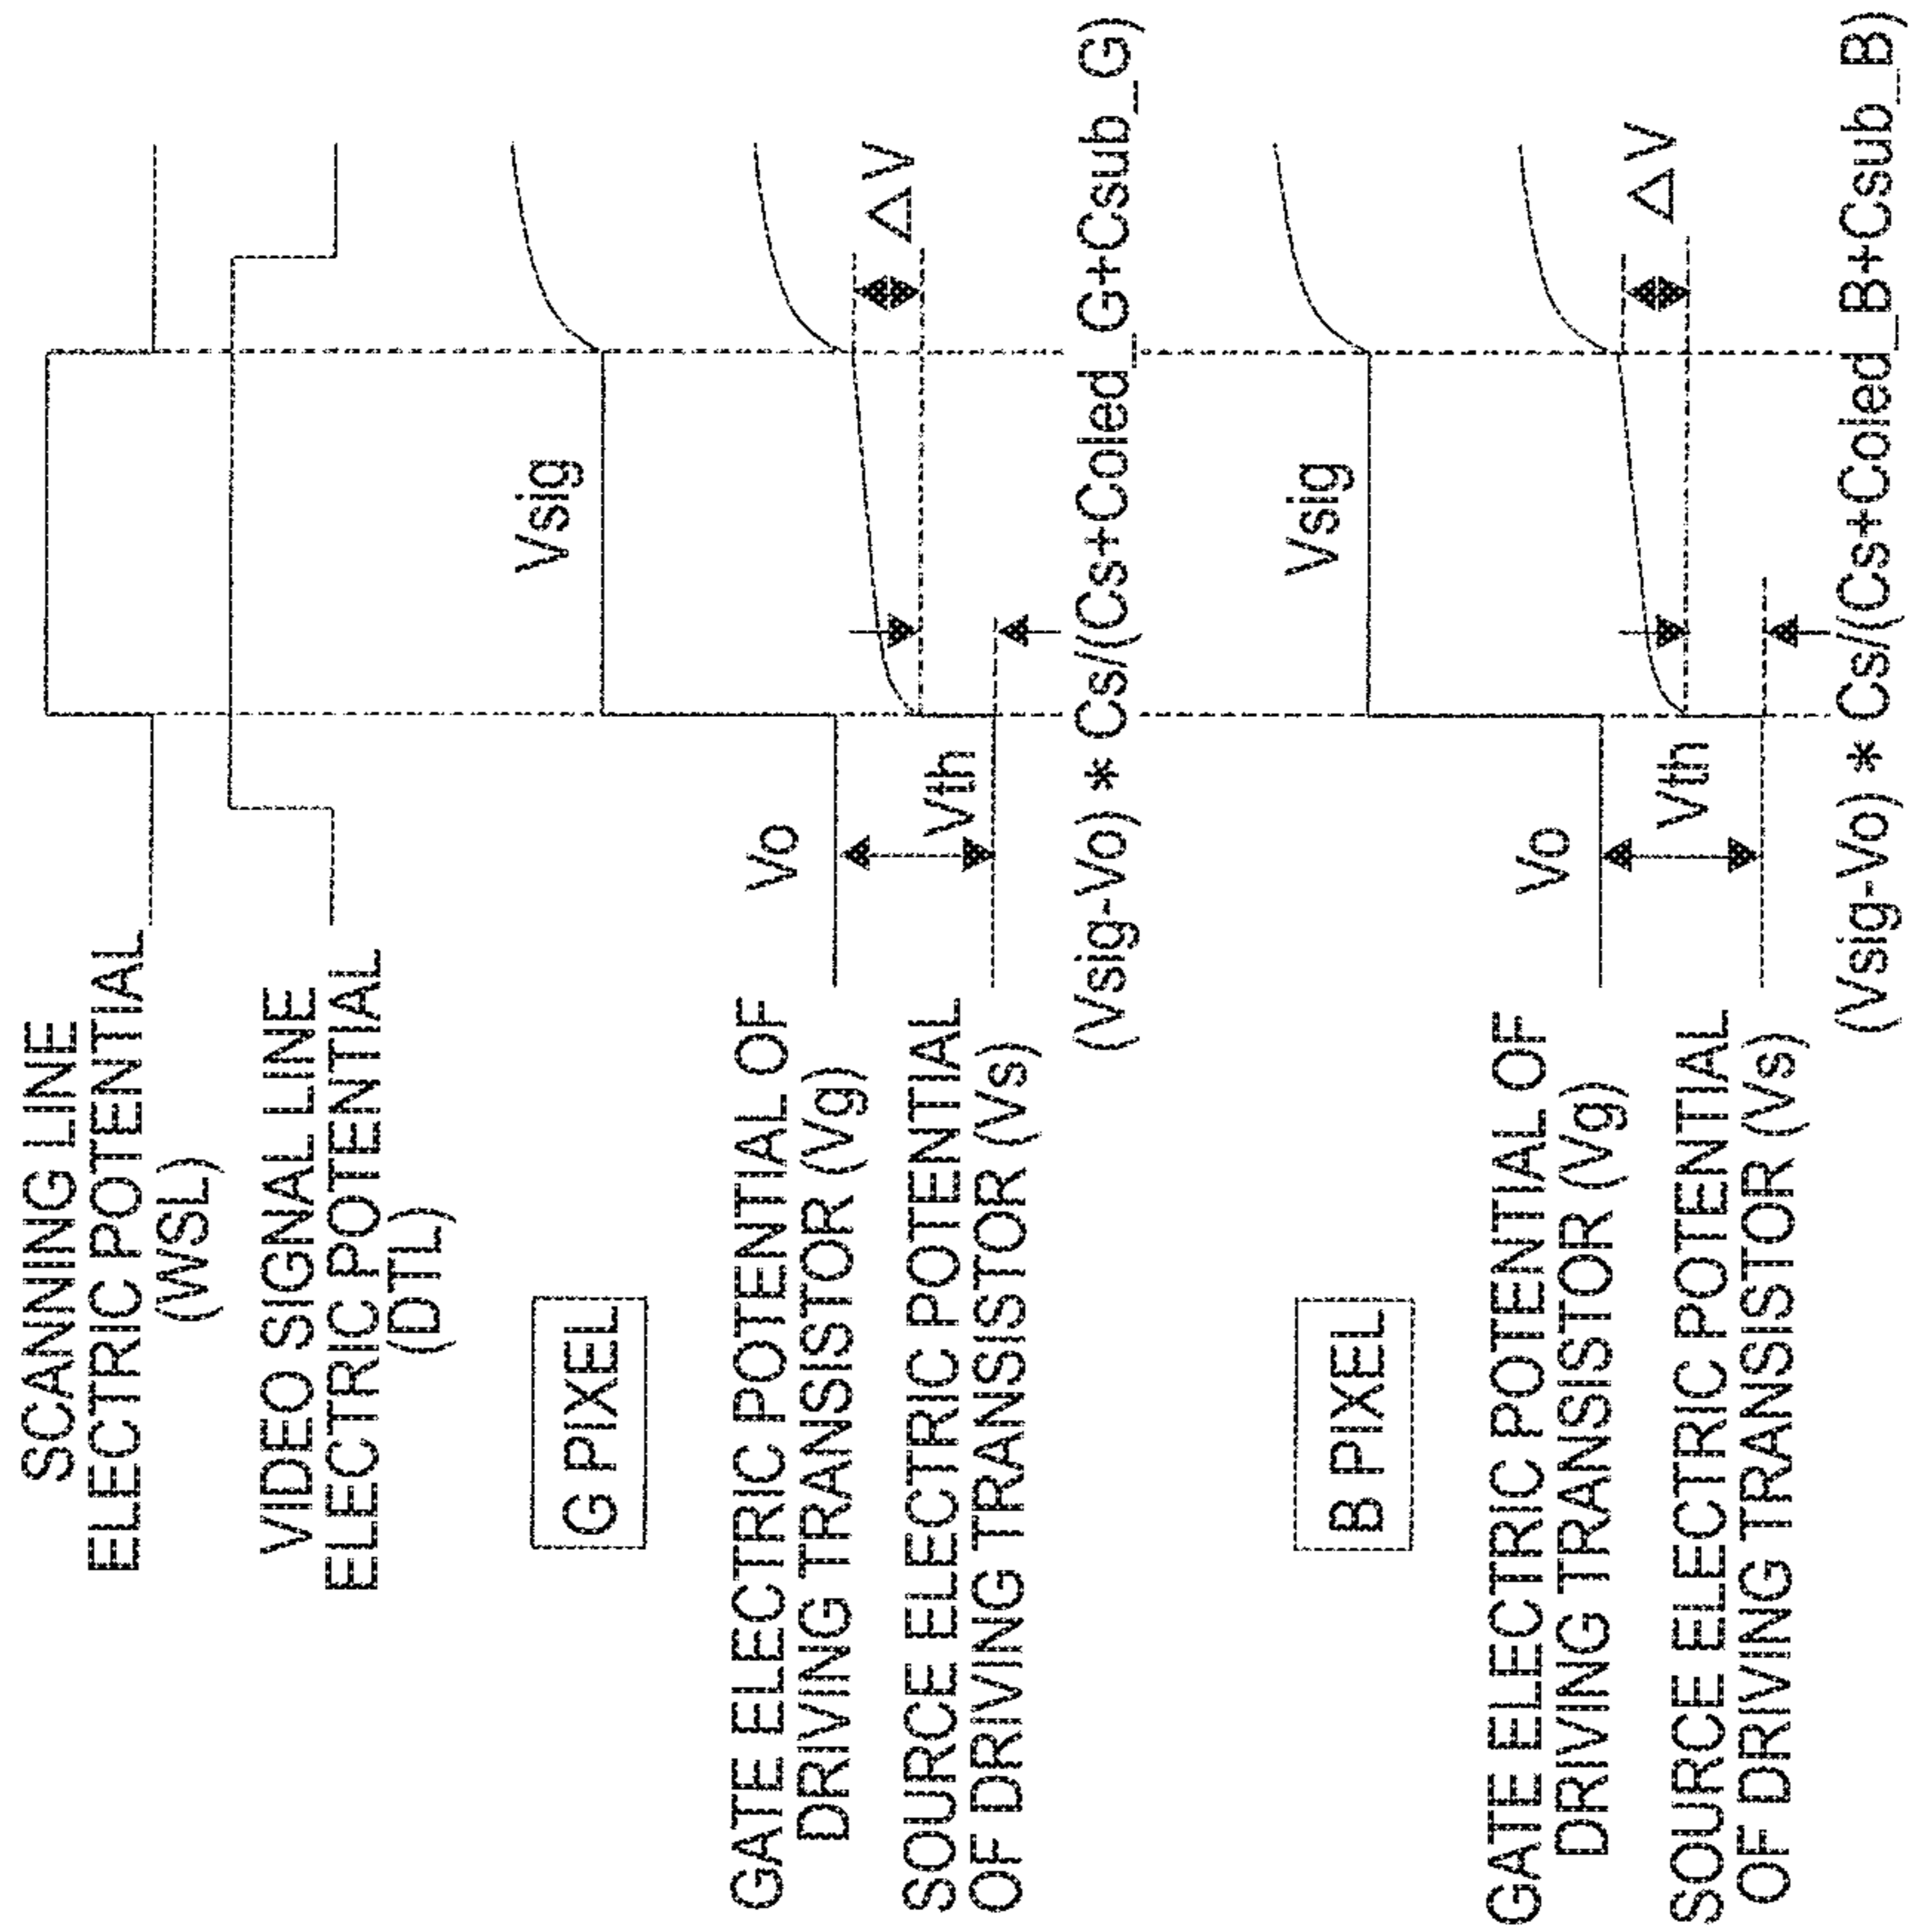 SCANNING LINE
ELECTRIC POTENTIAL
(WSL)
VIDEO SIGNAL LINE
ELECTRIC POTENTIAL
(DTL)
G PIXEL
Vsig
GATE ELECTRIC POTENTIAL OF
DRIVING TRANSISTOR (Vg)
Vo
SOURCE ELECTRIC POTENTIAL
OF DRIVING TRANSISTOR (Vs)
Vth
ΔV
(Vsig-Vo) * Cs/(Cs+Coled_G+Csub_G)
B PIXEL
Vsig
GATE ELECTRIC POTENTIAL OF
DRIVING TRANSISTOR (Vg)
Vo
SOURCE ELECTRIC POTENTIAL
OF DRIVING TRANSISTOR (Vs)
Vth
ΔV
(Vsig-Vo) * Cs/(Cs+Coled_B+Csub_B)